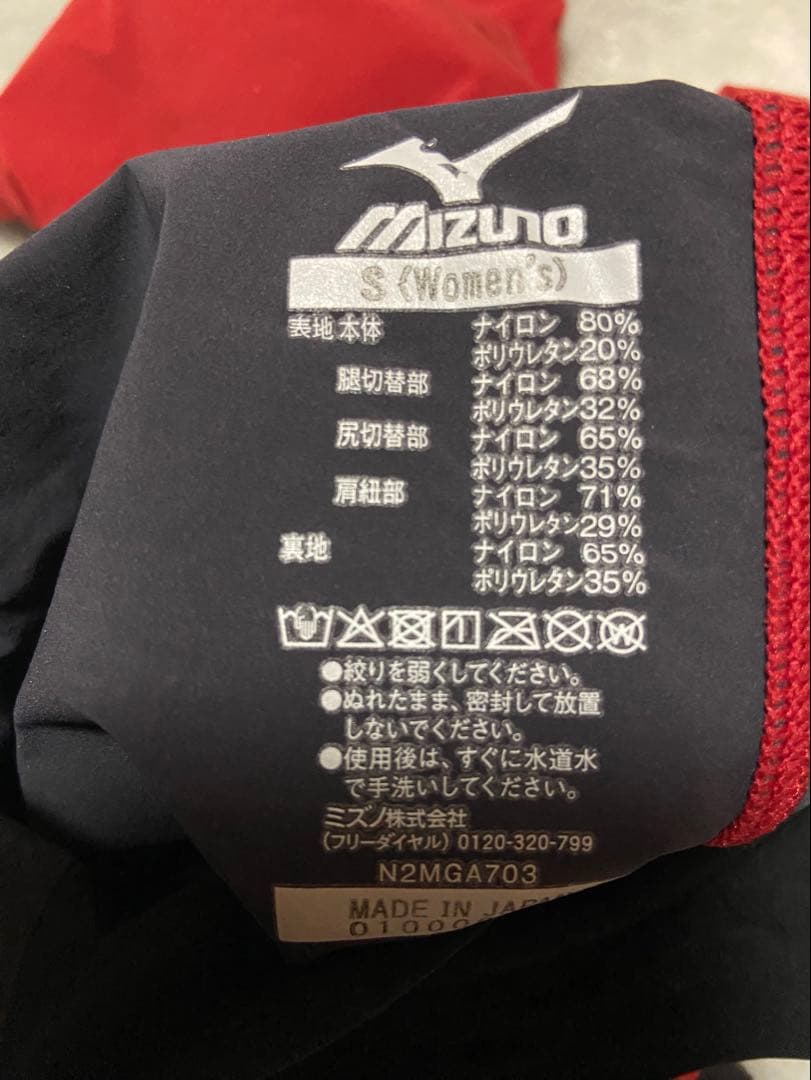 MIZUNO
S (Women's)
表地 本体 ナイロン 80%
ポリウレタン20%
腿切替部 ナイロン 68%
ポリウレタン32%
尻切替部 ナイロン 65%
ポリウレタン35%
肩紐部 ナイロン 71%
ポリウレタン29%
裏地 ナイロン 65%
ポリウレタン35%
W
●絞りを弱くしてください。
●ぬれたまま、密封して放置
しないでください。
●使用後は、すぐに水道水
で手洗いしてください。
ミズノ株式会社
(フリーダイヤル) 0120-320-799
N2MGA703
MADE IN